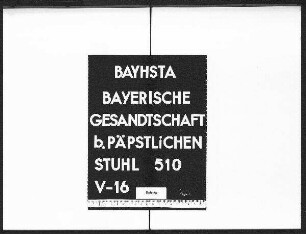 BAYHSTA
BAYERISCHE
GESANDTSCHAFT
b. PÄPSTLiCHEN
STUHL 510
V-16